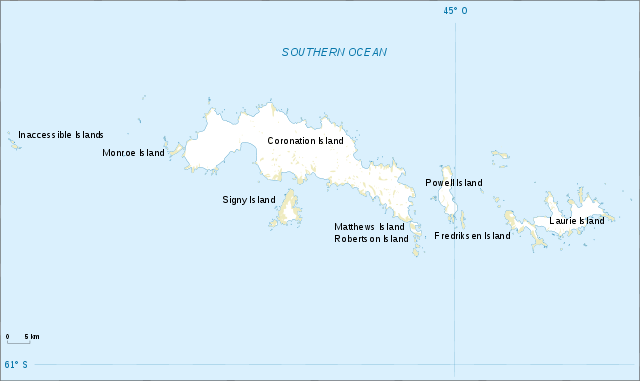 45° O
SOUTHERN OCEAN
Inaccessible Islands
Coronation Island
Monroe Island
Powell Island
Signy Island
Laurie Island
Matthews Island
Robertson Island
Fredriksen Island
0 5 km
61° S